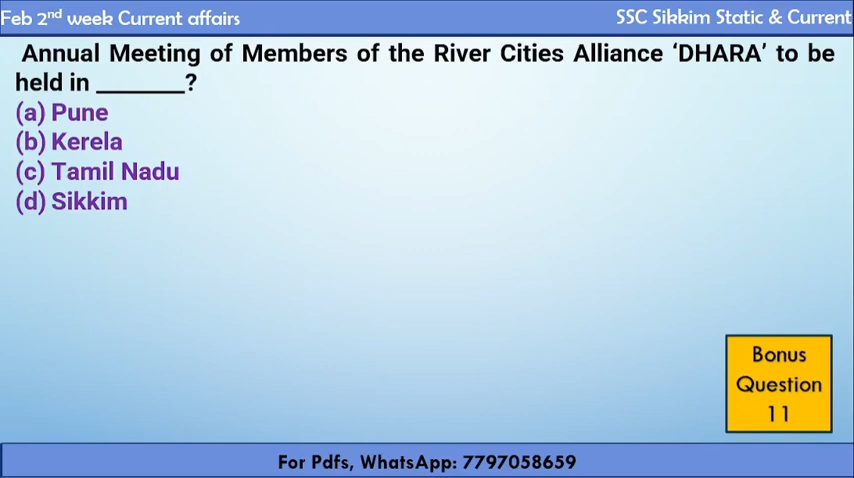 Feb 2nd week Current affairs
SSC Sikkim Static & Current
Annual Meeting of Members of the River Cities Alliance ‘DHARA’ to be
held in _______?
(a) Pune
(b) Kerela
(c) Tamil Nadu
(d) Sikkim
Bonus
Question
11
For Pdfs, WhatsApp: 7797058659